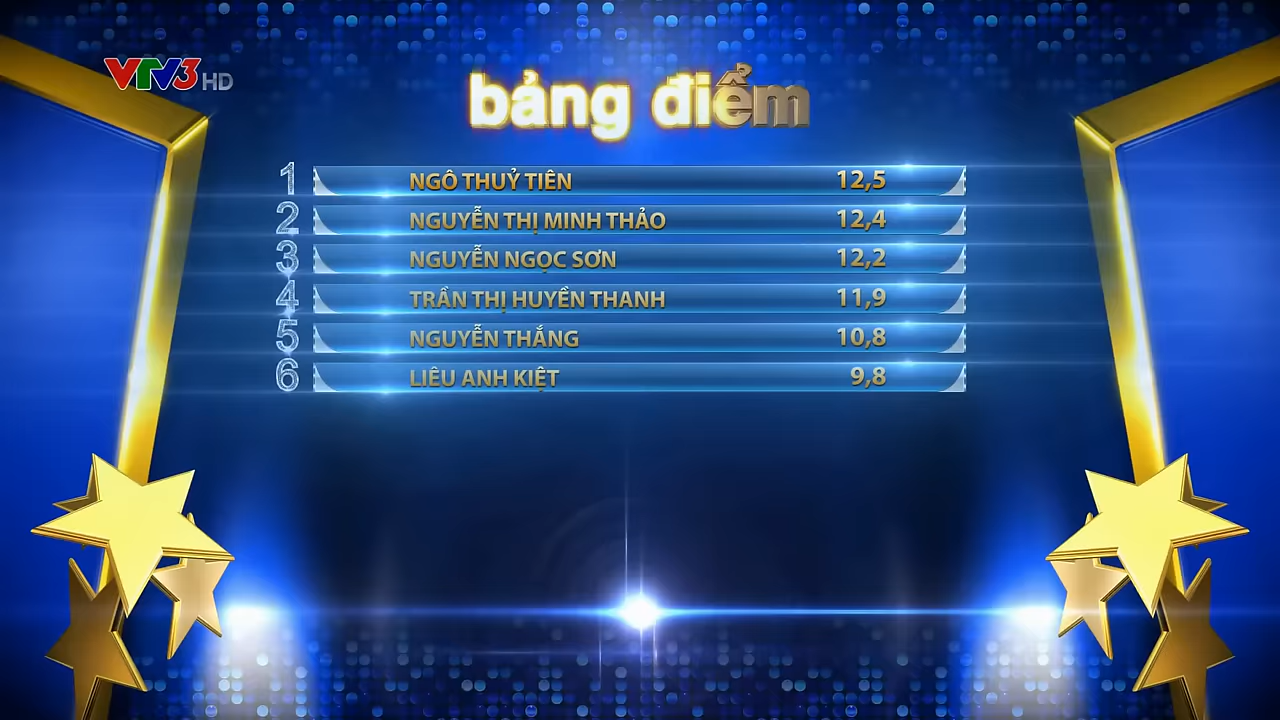 VTV3 HD
bảng điểm
1 NGÔ THUỶ TIÊN 12,5
2 NGUYỄN THỊ MINH THẢO 12,4
3 NGUYỄN NGỌC SƠN 12,2
4 TRẦN THỊ HUYỀN THANH 11,9
5 NGUYỄN THẮNG 10,8
6 LIÊU ANH KIỆT 9,8